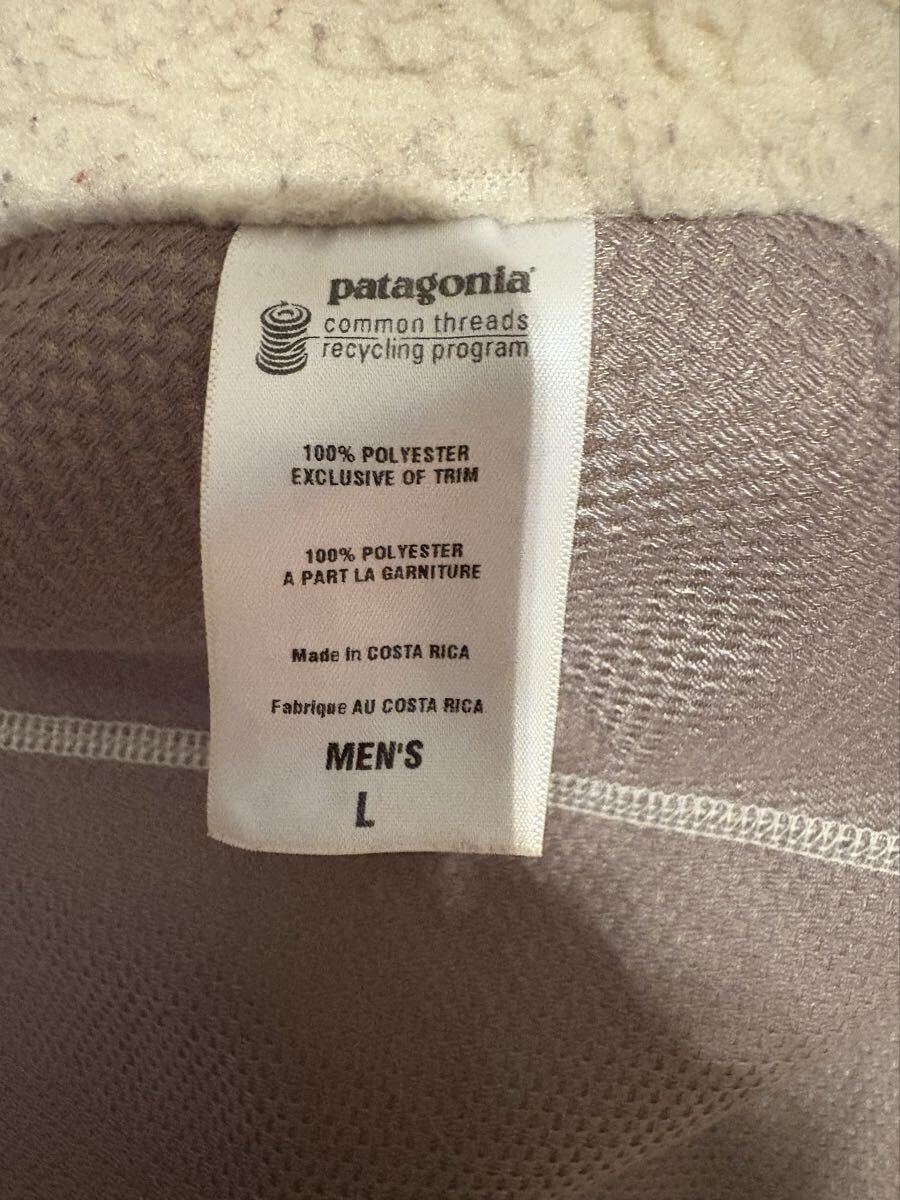 patagonia
common threads
recycling program
100% POLYESTER
EXCLUSIVE OF TRIM
100% POLYESTER
A PART LA GARNITURE
Made in COSTA RICA
Fabrique AU COSTA RICA
MEN'S
L